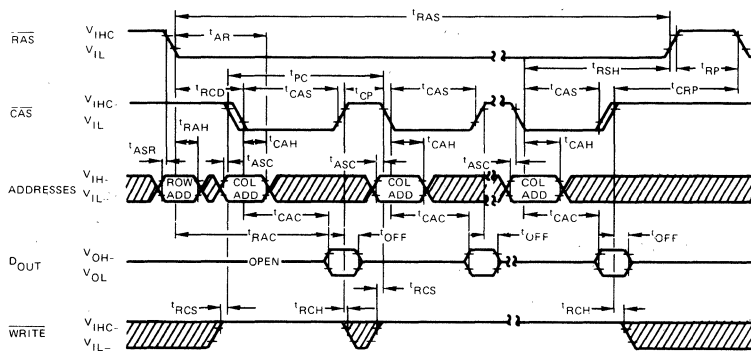 tRAS
RAS VIHC
VIL
tAR
tPC
tRSH tRP
tRCD tCAS tCP tCAS tCAS tCRP
CAS VIHC-
VIL
tRAH tCAH tCAH tCAH
tASR tASC tASC tASC
ADDRESSES VIH-
VIL-
ROW ADD COL ADD COL ADD COL ADD
tCAC tCAC tCAC
tRAC tOFF tOFF tOFF
DOUT VOH-
VOL
OPEN
tRCS
tRCS tRCH tRCH
WRITE VIHC-
VIL-